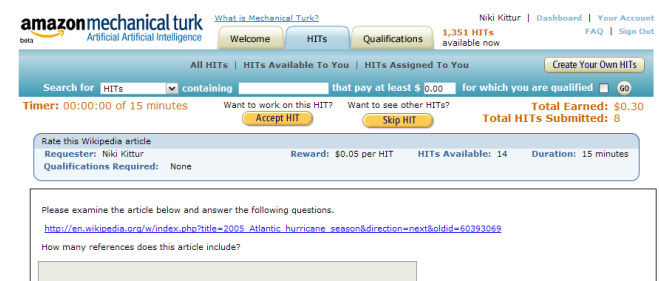 amazonmechanical turk
beta
Artificial Artificial Intelligence
What is Mechanical Turk?
Welcome
HITs
Qualifications
1,351 HITs
available now
Niki Kittur | Dashboard | Your Account
FAQ | Sign Out
All HITs | HITs Available To You | HITs Assigned To You
Create Your Own HITs
Search for HITs containing that pay at least $ 0.00 for which you are qualified GO
Timer: 00:00:00 of 15 minutes
Want to work on this HIT?
Accept HIT
Want to see other HITs?
Skip HIT
Total Earned: $0.30
Total HITs Submitted: 8
Rate this Wikipedia article
Requester: Niki Kittur Reward: $0.05 per HIT HITs Available: 14 Duration: 15 minutes
Qualifications Required: None
Please examine the article below and answer the following questions.
http://en.wikipedia.org/w/index.php?title=2005_Atlantic_hurricane_season&direction=next&oldid=60393069
How many references does this article include?